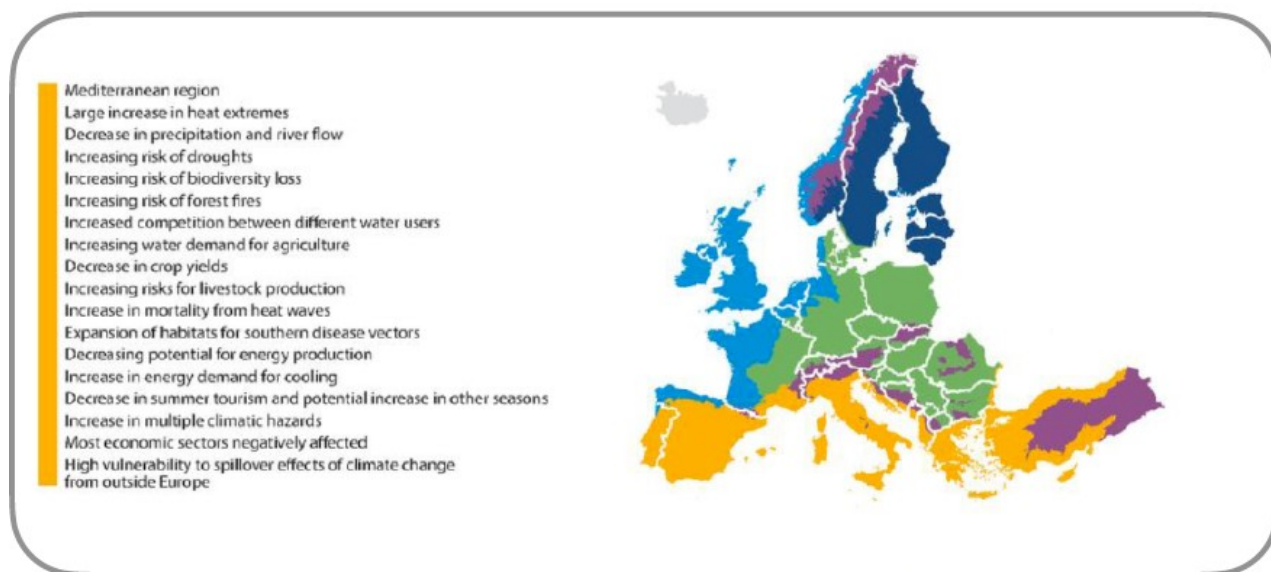 Mediterranean region
Large increase in heat extremes
Decrease in precipitation and river flow
Increasing risk of droughts
Increasing risk of biodiversity loss
Increasing risk of forest fires
Increased competition between different water users
Increasing water demand for agriculture
Decrease in crop yields
Increasing risks for livestock production
Increase in mortality from heat waves
Expansion of habitats for southern disease vectors
Decreasing potential for energy production
Increase in energy demand for cooling
Decrease in summer tourism and potential increase in other seasons
Increase in multiple climatic hazards
Most economic sectors negatively affected
High vulnerability to spillover effects of climate change
from outside Europe